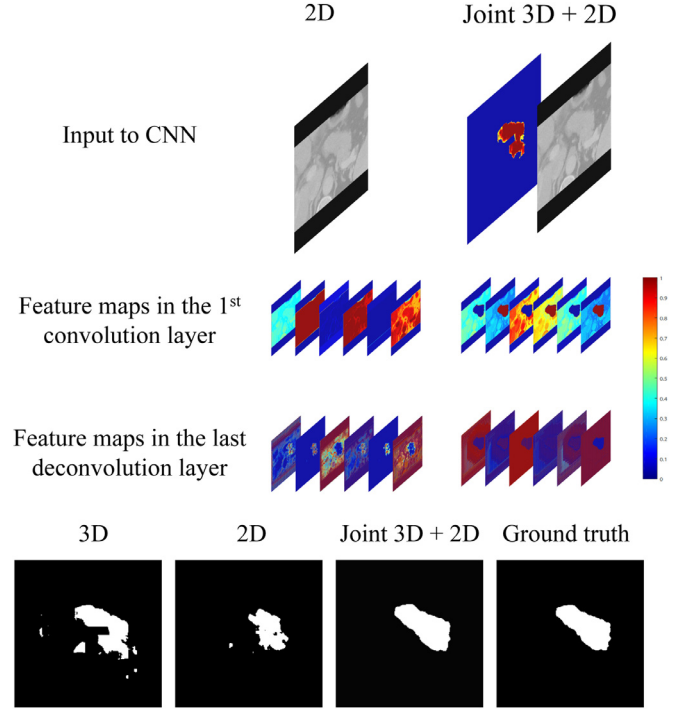 2D
Joint 3D + 2D
Input to CNN
Feature maps in the 1st
convolution layer
1
0.9
0.8
0.7
0.6
0.5
0.4
0.3
0.2
0.1
0
Feature maps in the last
deconvolution layer
3D
2D
Joint 3D + 2D
Ground truth